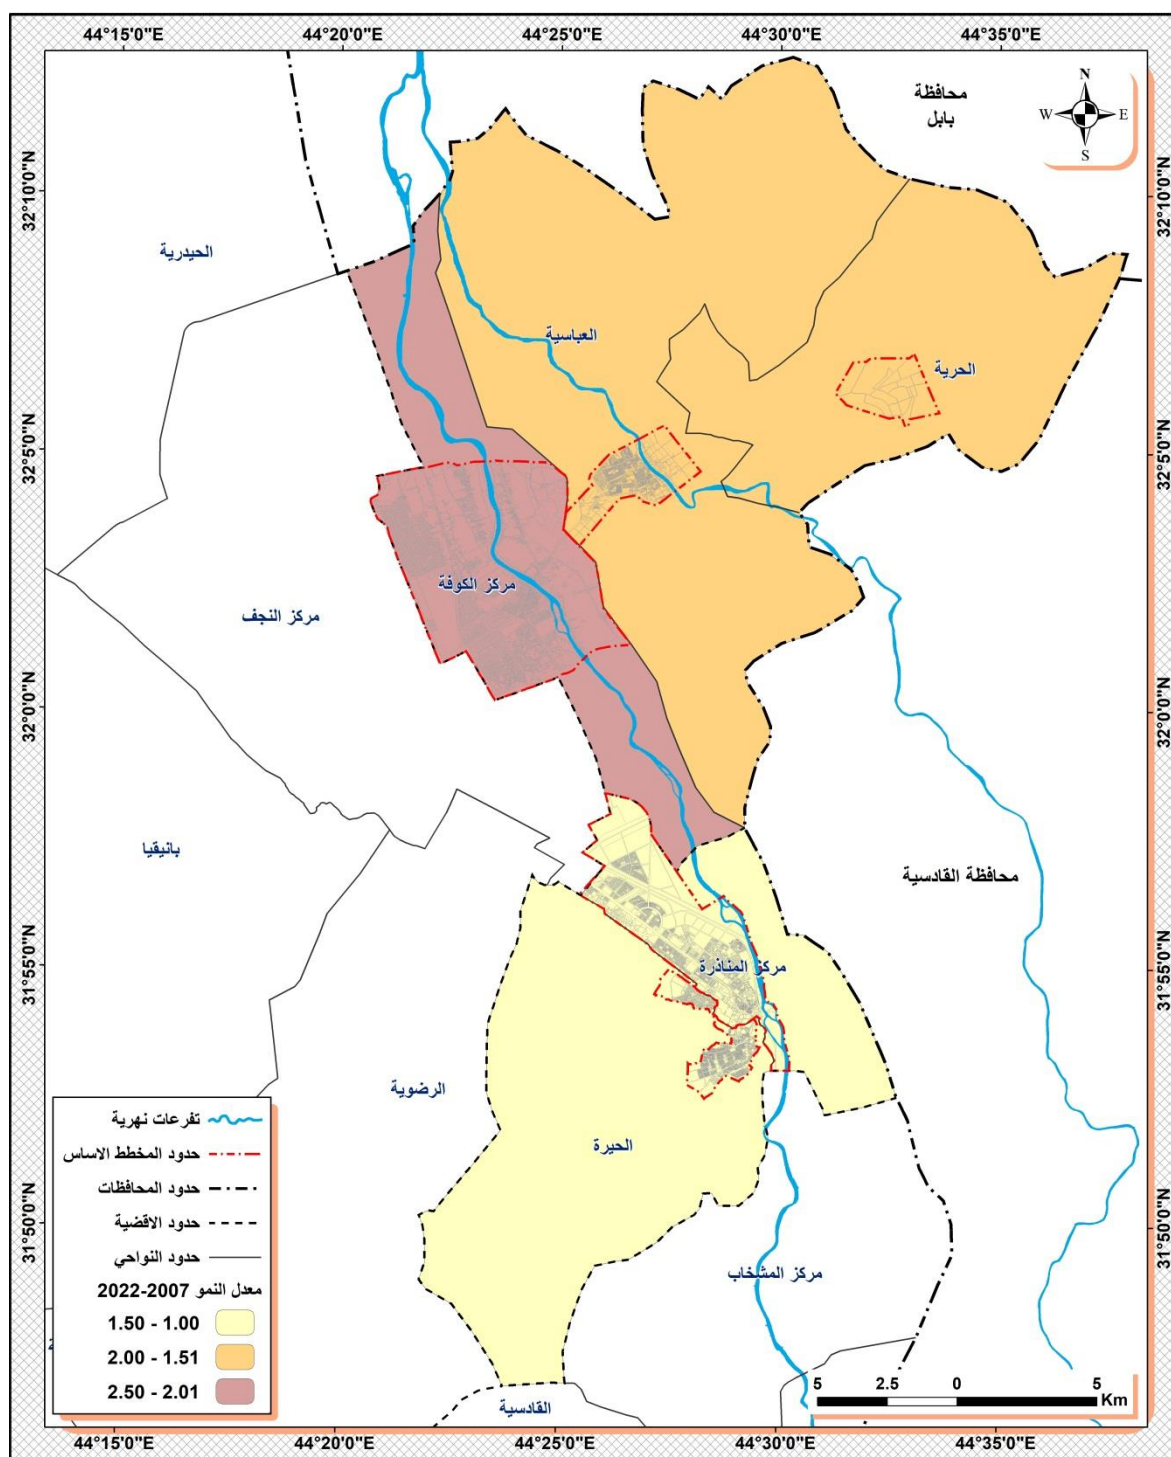 44°15'0"E
44°20'0"E
44°25'0"E
44°30'0"E
44°35'0"E
محافظة
بابل
N
W
E
S
32°10'0"N
32°10'0"N
الحيدرية
العباسية
الحرية
32°5'0"N
32°5'0"N
مركز الكوفة
مركز النجف
32°0'0"N
32°0'0"N
بانيقيا
محافظة القادسية
31°55'0"N
31°55'0"N
مركز المناذرة
الرضوية
الحيرة
31°50'0"N
31°50'0"N
مركز المشخاب
القادسية
تفرعات نهرية
حدود المخطط الاساس
حدود المحافظات
حدود الاقضية
حدود النواحي
معدل النمو 2007-2022
1.00 - 1.50
1.51 - 2.00
2.01 - 2.50
5
2.5
0
5
Km
44°15'0"E
44°20'0"E
44°25'0"E
44°30'0"E
44°35'0"E